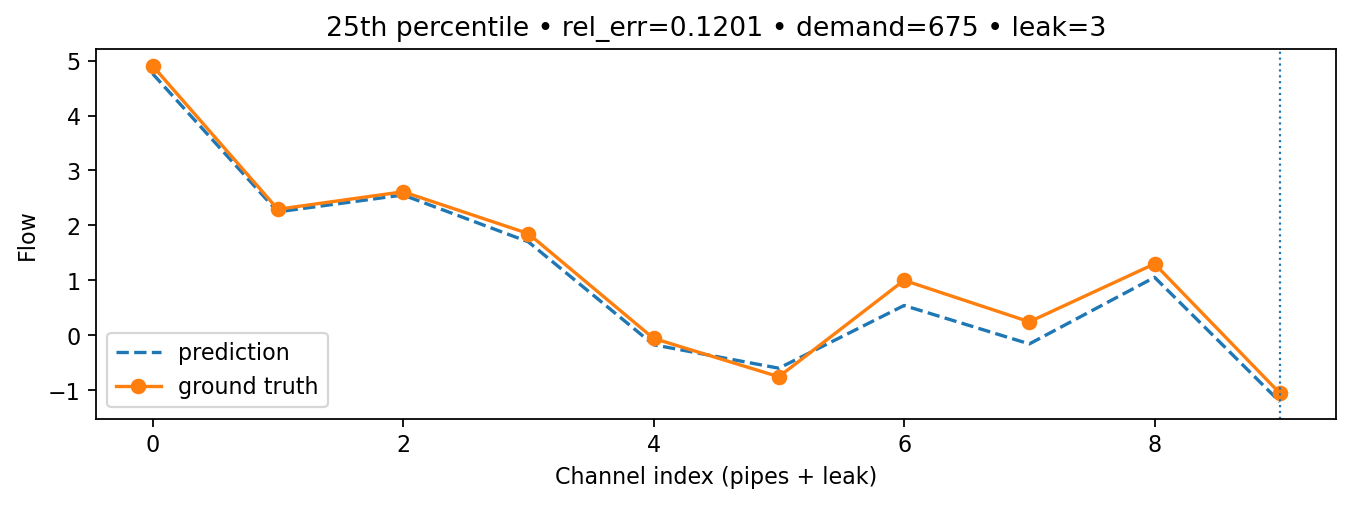 25th percentile • rel_err=0.1201 • demand=675 • leak=3
5
4
3
2
1
0
−1
Flow
prediction
ground truth
0 2 4 6 8
Channel index (pipes + leak)